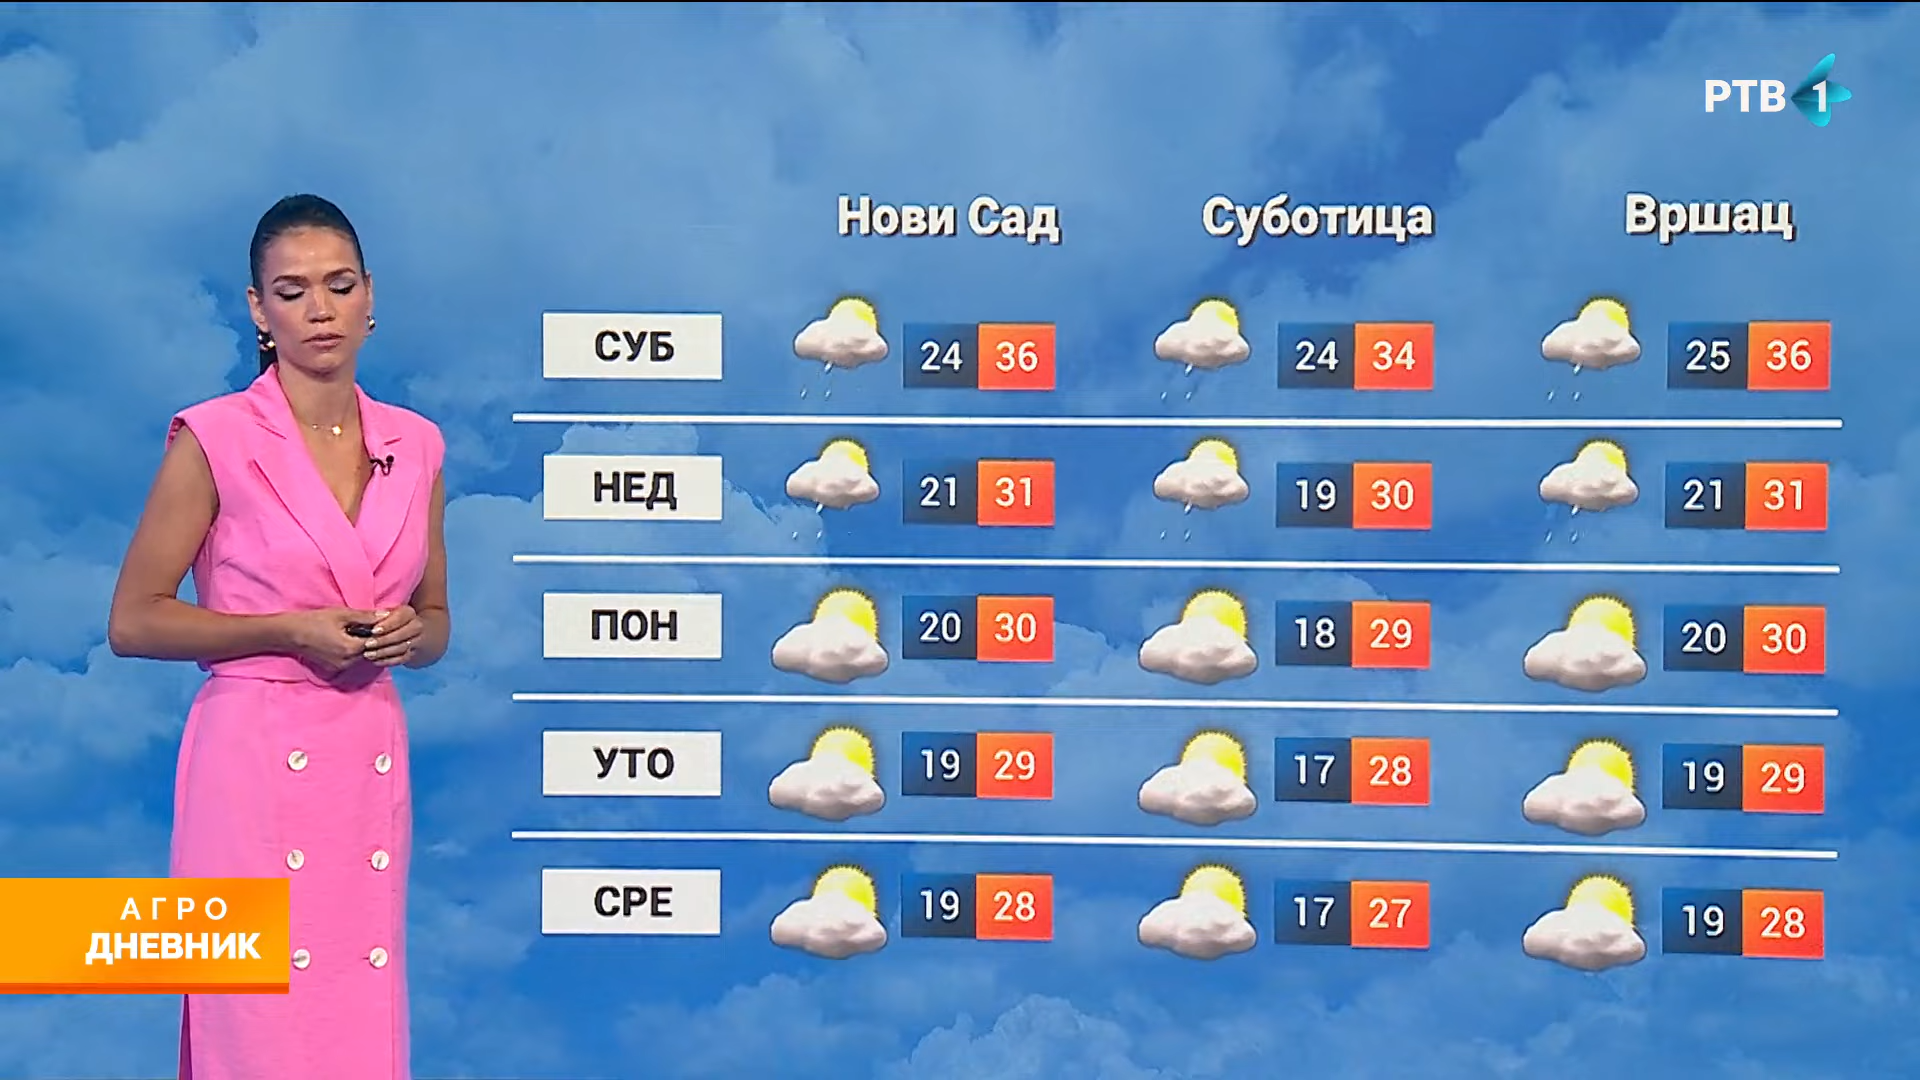 РТВ 1
Нови Сад Суботица Вршац
СУБ 24 36 24 34 25 36
НЕД 21 31 19 30 21 31
ПОН 20 30 18 29 20 30
УТО 19 29 17 28 19 29
СРЕ 19 28 17 27 19 28
АГРО
ДНЕВНИК